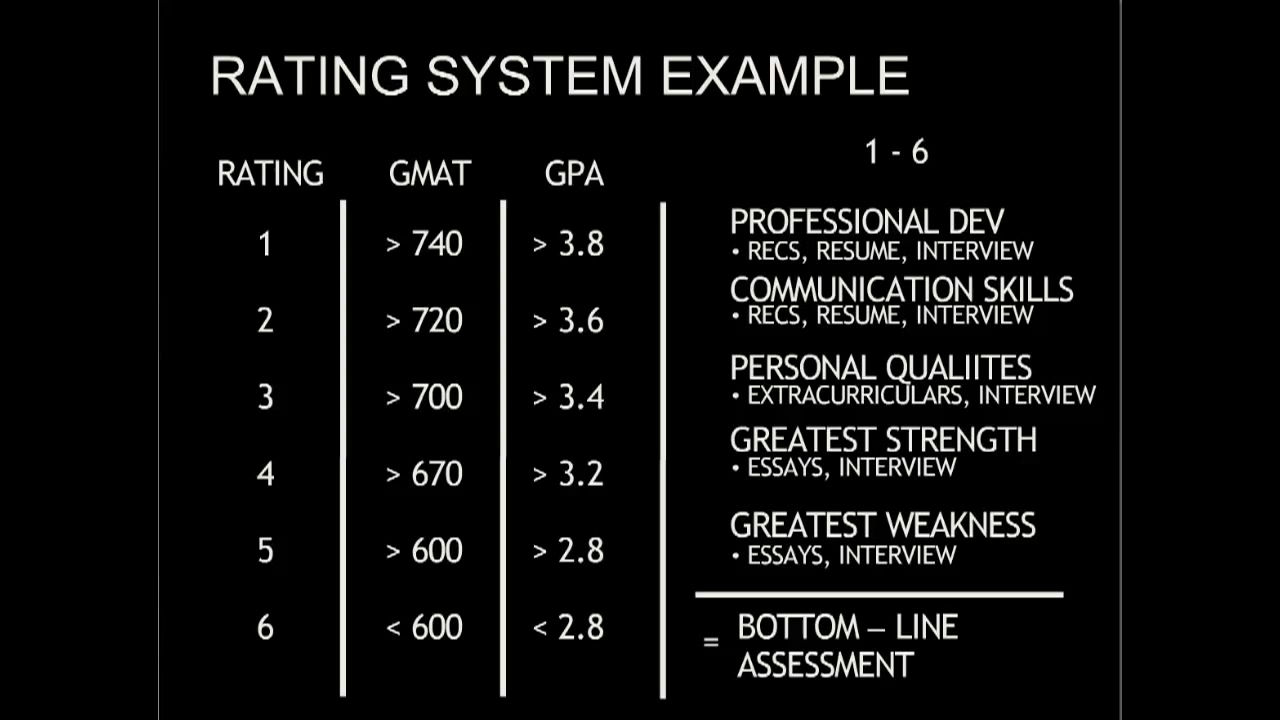 RATING SYSTEM EXAMPLE
RATING GMAT GPA
1 > 740 > 3.8
2 > 720 > 3.6
3 > 700 > 3.4
4 > 670 > 3.2
5 > 600 > 2.8
6 < 600 < 2.8
1 - 6
PROFESSIONAL DEV
• RECS, RESUME, INTERVIEW
COMMUNICATION SKILLS
• RECS, RESUME, INTERVIEW
PERSONAL QUALIITES
• EXTRACURRICULARS, INTERVIEW
GREATEST STRENGTH
• ESSAYS, INTERVIEW
GREATEST WEAKNESS
• ESSAYS, INTERVIEW
= BOTTOM – LINE
ASSESSMENT